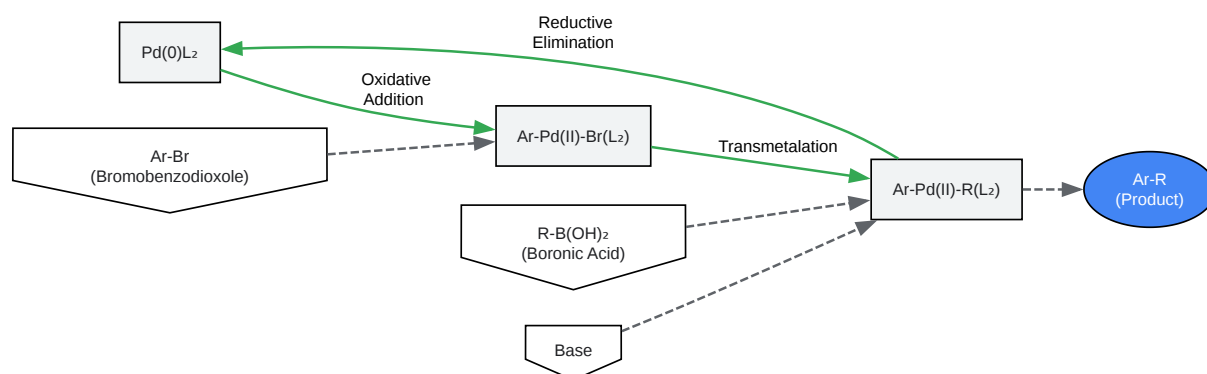 Reductive
Elimination
Pd(0)L₂
Oxidative
Addition
Ar-Pd(II)-Br(L₂)
Transmetalation
Ar-Br
(Bromobenzodioxole)
Ar-Pd(II)-R(L₂)
Ar-R
(Product)
R-B(OH)₂
(Boronic Acid)
Base